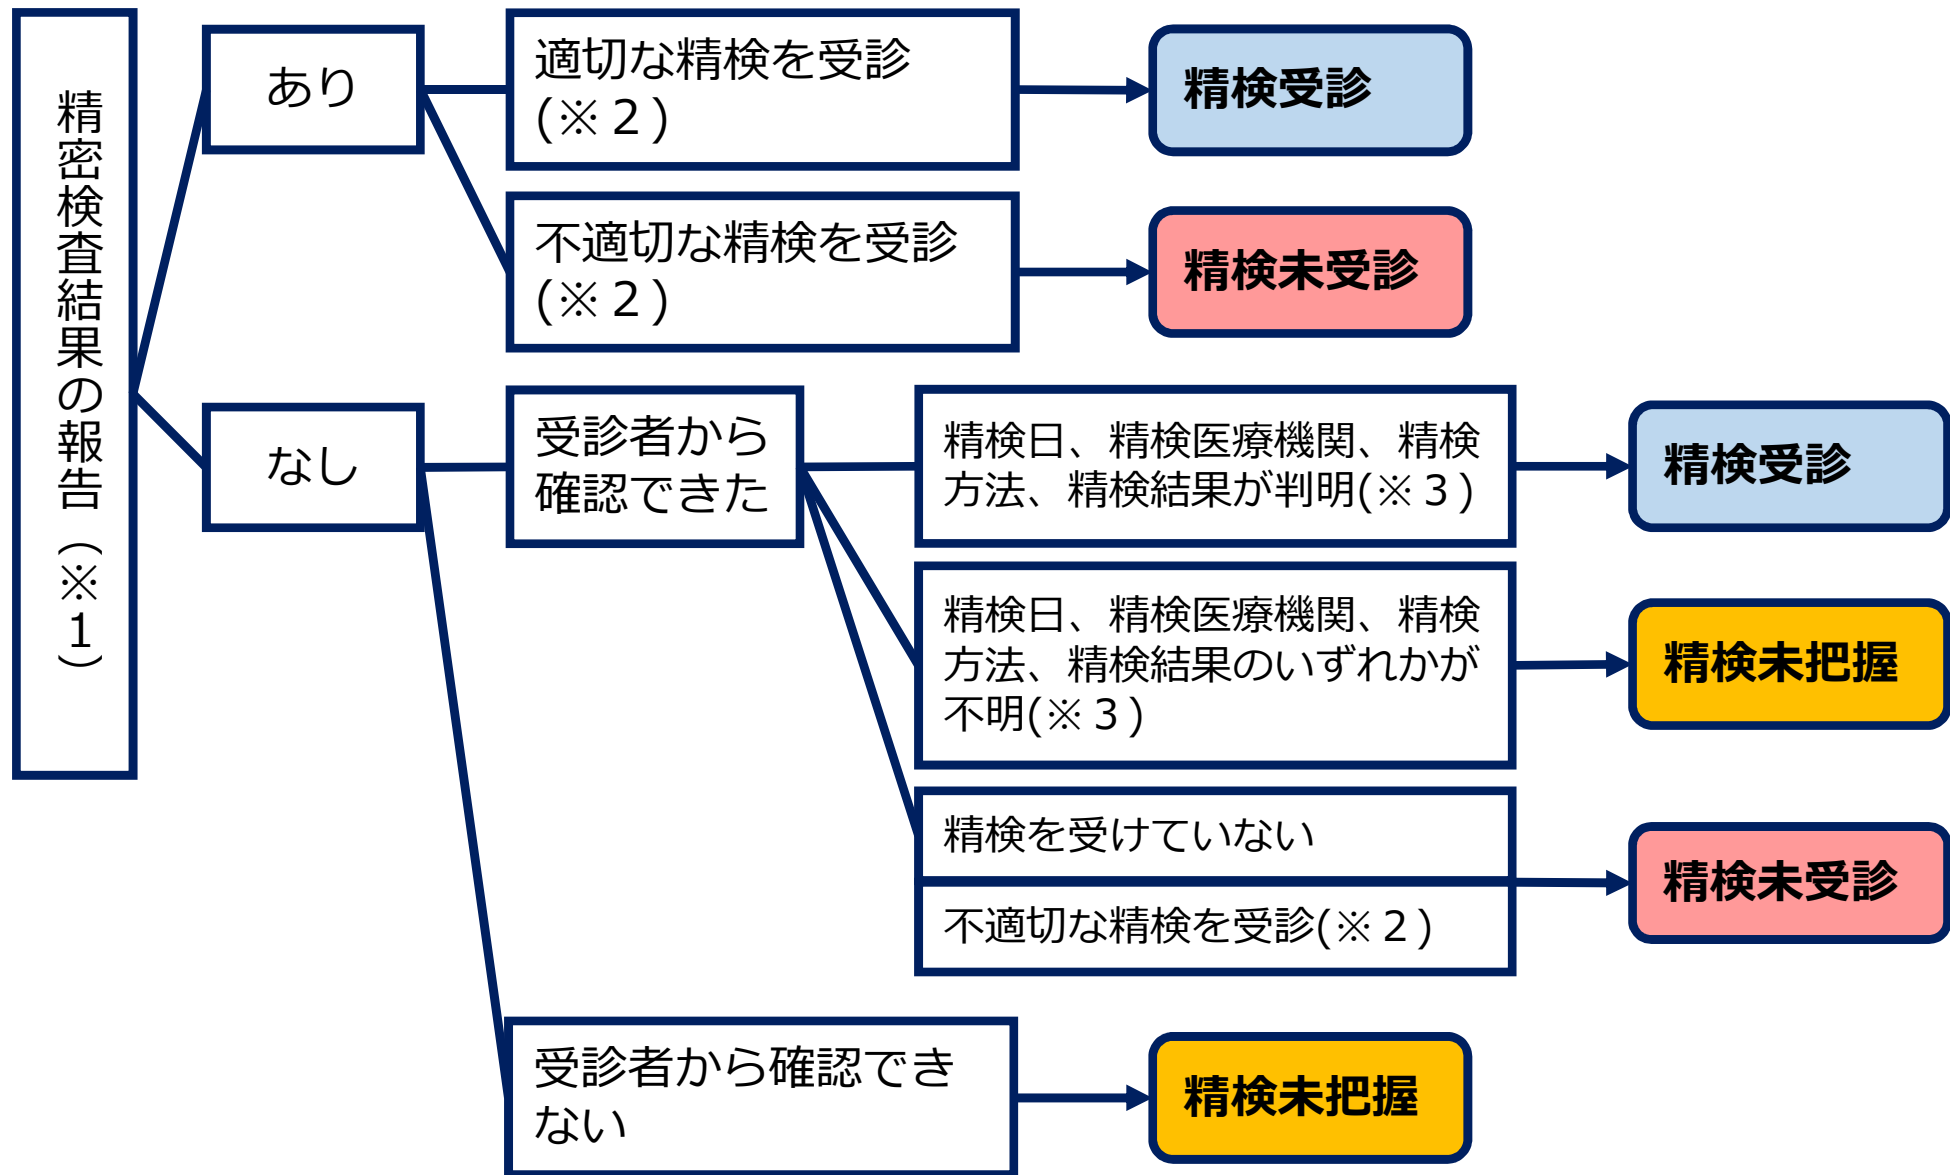 精密検査結果の報告（※１）
あり
適切な精検を受診
(※２)
精検受診
不適切な精検を受診
(※２)
精検未受診
なし
受診者から
確認できた
精検日、精検医療機関、精検
方法、精検結果が判明(※３)
精検受診
精検日、精検医療機関、精検
方法、精検結果のいずれかが
不明(※３)
精検未把握
精検を受けていない
不適切な精検を受診(※２)
精検未受診
受診者から確認でき
ない
精検未把握